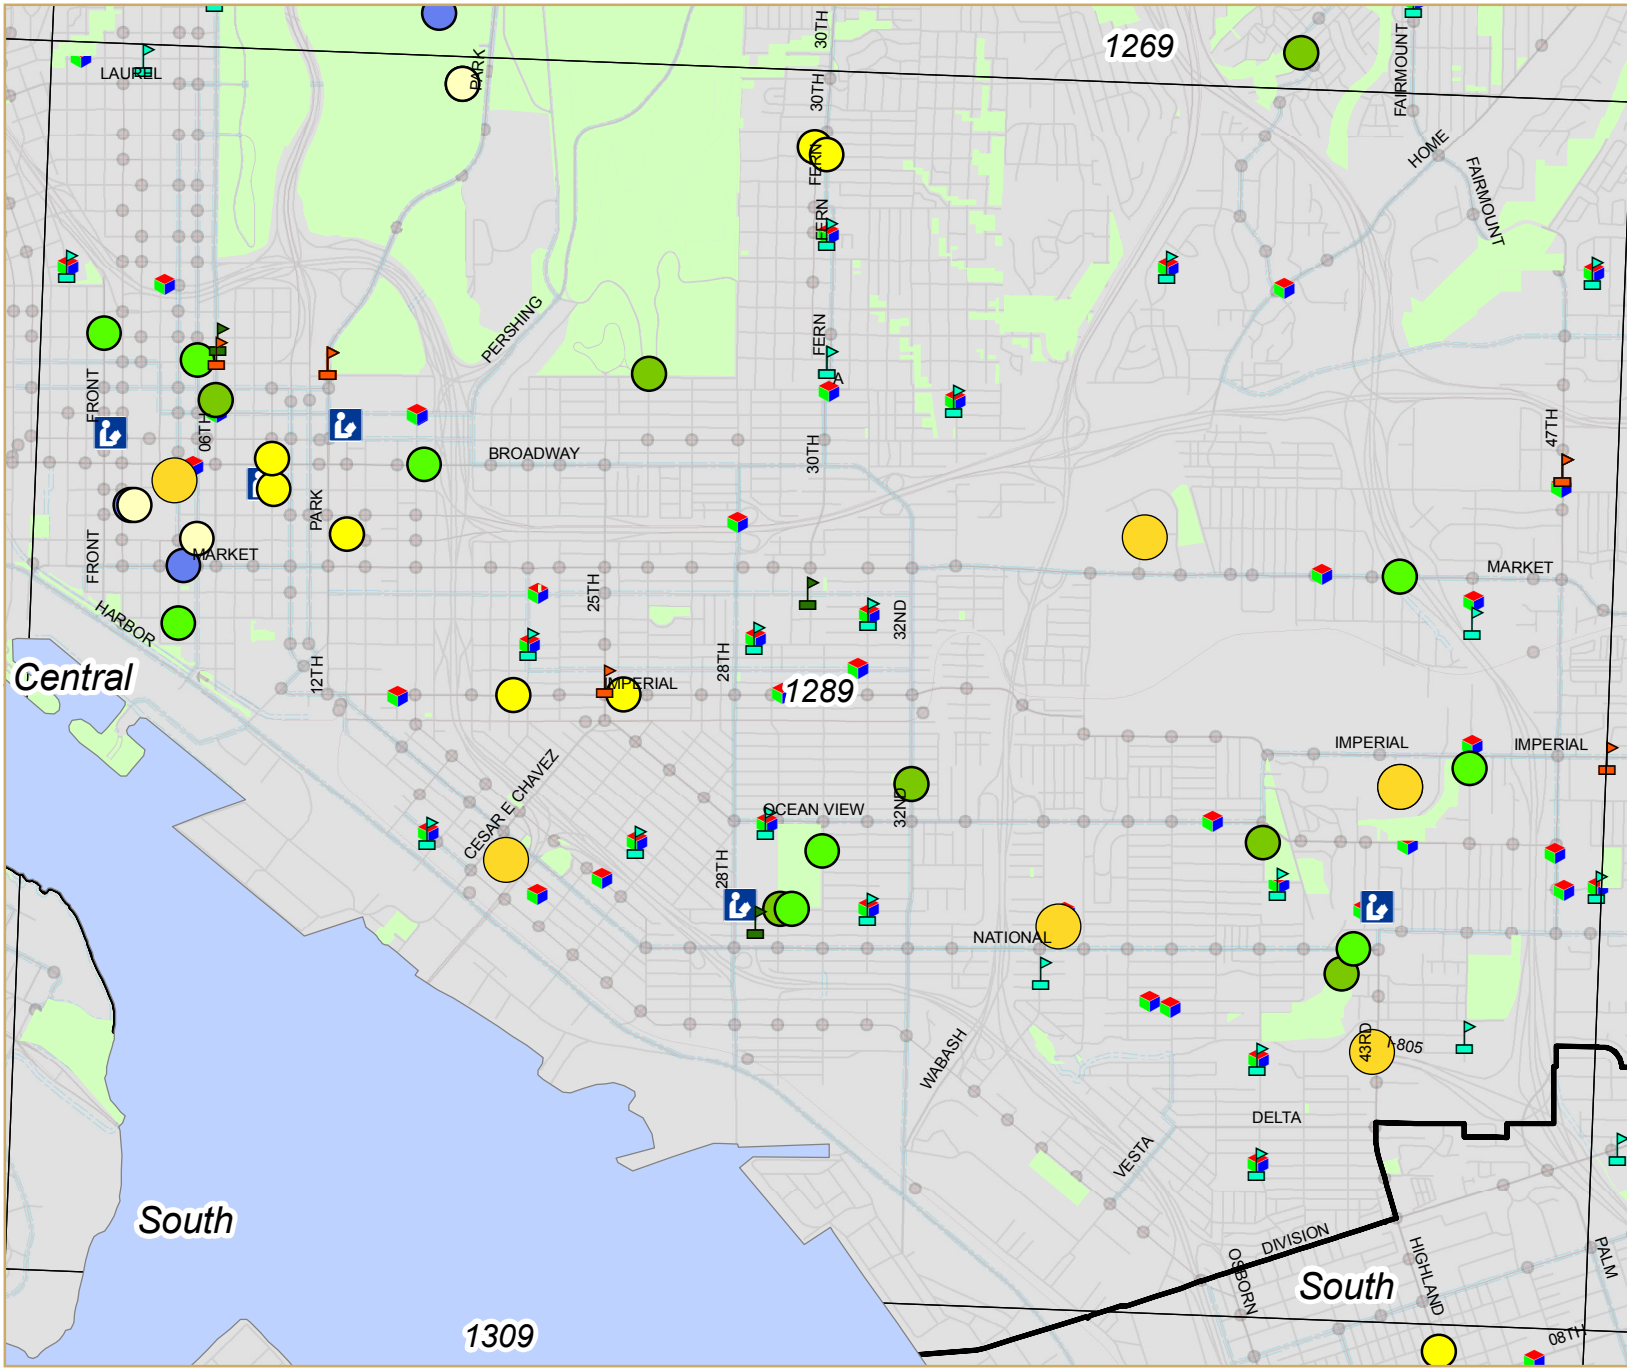 30TH
1269
FAIRMOUNT
PARK
LAUREL
30TH
HOME
FERN
FAIRMOUNT
FERN
PERSHING
FERN
A
FRONT
06TH
47TH
BROADWAY
30TH
PARK
FRONT
MARKET
MARKET
25TH
HARBOR
32ND
28TH
Central
12TH
IMPERIAL
1289
IMPERIAL
IMPERIAL
CESAR E CHAVEZ
OCEAN VIEW
32ND
28TH
NATIONAL
43RD
I-805
WABASH
DELTA
VESTA
South
DIVISION
OSBORN
HIGHLAND
PALM
South
1309
08TH